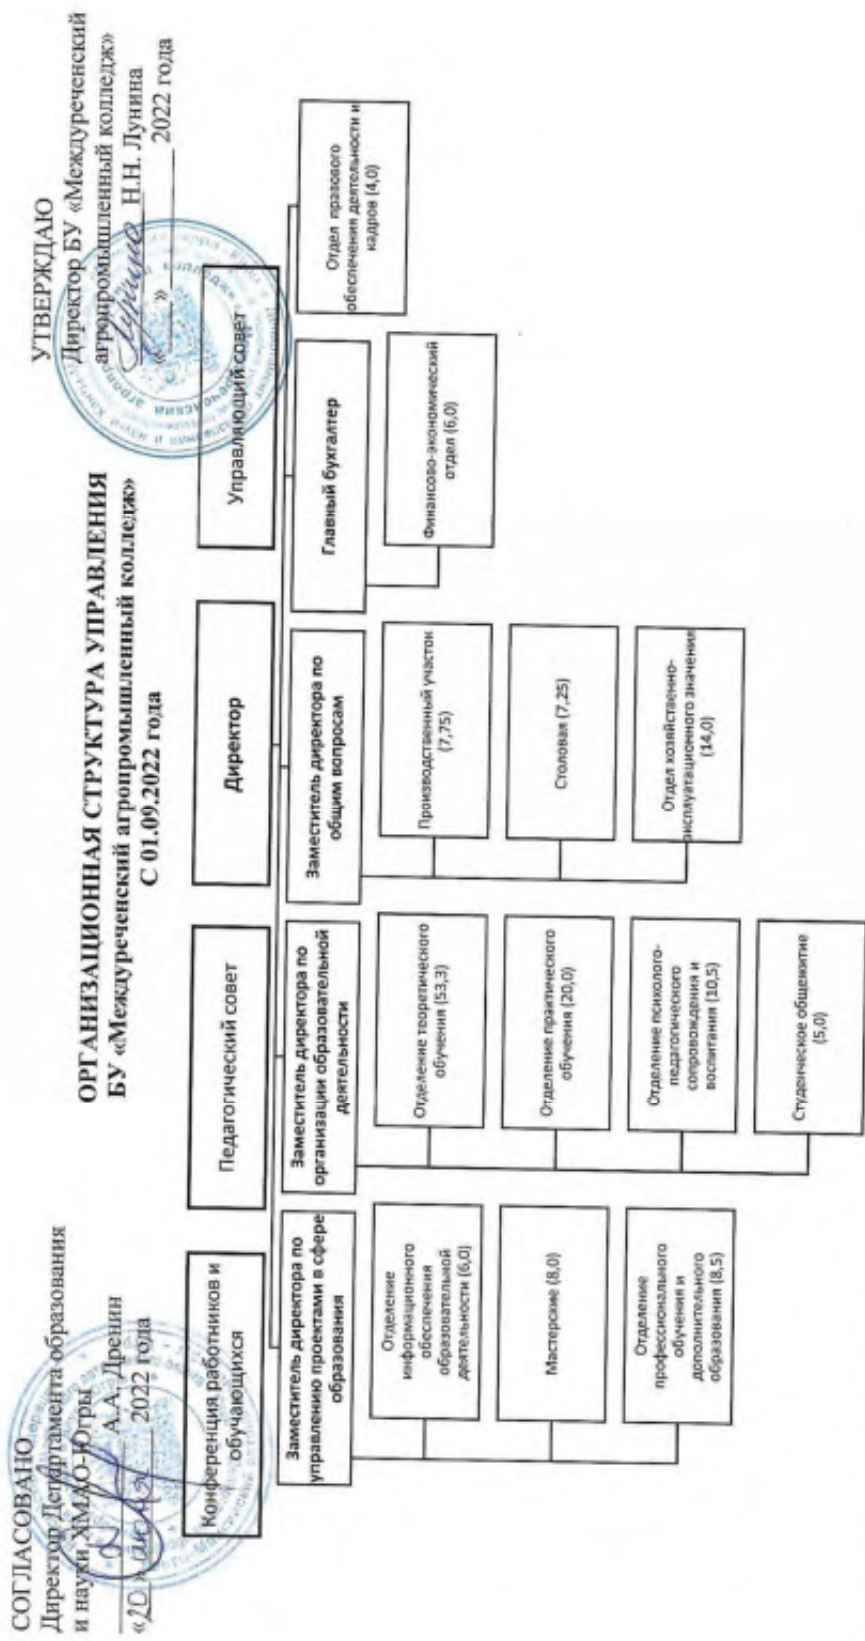 СОГЛАСОВАНО
Директор Департамента образования
и науки ХМАО-Югры
А.А. Дренин
«20» 2022 года
УТВЕРЖДАЮ
Директор БУ «Междуреченский
агропромышленный колледж»
Н.Н. Лунина
« » 2022 года
ОРГАНИЗАЦИОННАЯ СТРУКТУРА УПРАВЛЕНИЯ
БУ «Междуреченский агропромышленный колледж»
С 01.09.2022 года
Конференция работников и
обучающихся
Педагогический совет
Директор
Управляющий совет
Заместитель директора по
управлению проектами в сфере
образования
Отделение
информационного
обеспечения
образовательной
деятельности (6,0)
Мастерские (8,0)
Отделение
профессионального
обучения и
дополнительного
образования (8,5)
Заместитель директора по
организации образовательной
деятельности
Отделение теоретического
обучения (53,3)
Отделение практического
обучения (20,0)
Отделение психолого-
педагогического
сопровождения и
воспитания (10,5)
Студенческое общежитие
(5,0)
Заместитель директора по
общим вопросам
Производственный участок
(7,75)
Столовая (7,25)
Отдел хозяйственно-
эксплуатационного значения
(14,0)
Главный бухгалтер
Финансово-экономический
отдел (6,0)
Отдел правового
обеспечения деятельности и
кадров (4,0)